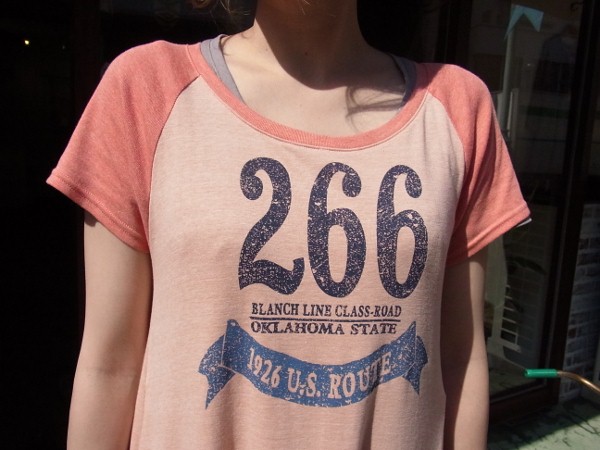 266
BLANCH LINE CLASS-ROAD
OKLAHOMA STATE
1926 U.S. ROUTE